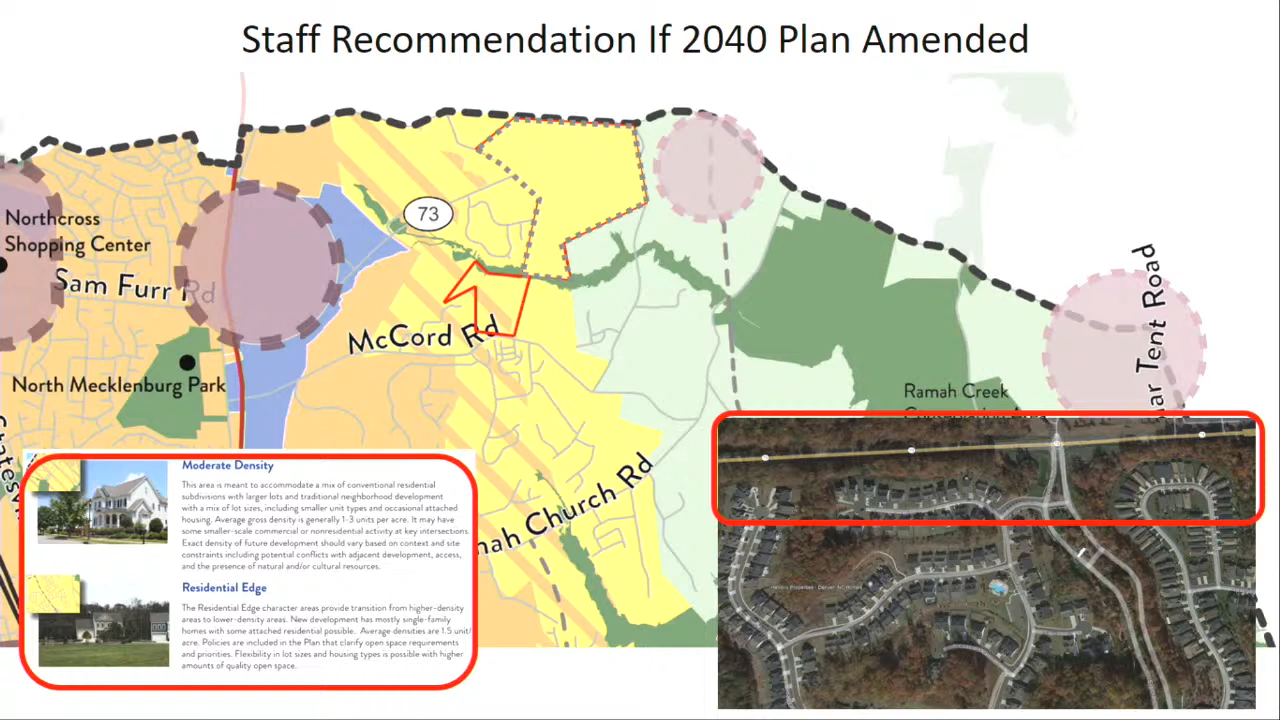 Staff Recommendation If 2040 Plan Amended
73
Northcross
Shopping Center
Sam Furr Rd
McCord Rd
North Mecklenburg Park
Ramah Creek
Tent Road
Church Rd
Moderate Density
This area is meant to accommodate a mix of conventional residential
subdivisions with larger lots and traditional neighborhood development
with a mix of lot sizes, including smaller unit types and occasional attached
housing. Average gross density is generally 1-3 units per acre. It may have
some smaller-scale commercial or nonresidential activity at key intersections.
Exact density of future development should vary based on context and site
constraints including potential conflicts with adjacent development, access,
and the presence of natural and/or cultural resources.
Residential Edge
The Residential Edge character areas provide transition from higher-density
areas to lower-density areas. New development has mostly single-family
homes with some attached residential possible. Average densities are 1.5 unit/
acre. Policies are included in the Plan that clarify open space requirements
and priorities. Flexibility in lot sizes and housing types is possible with higher
amounts of quality open space.